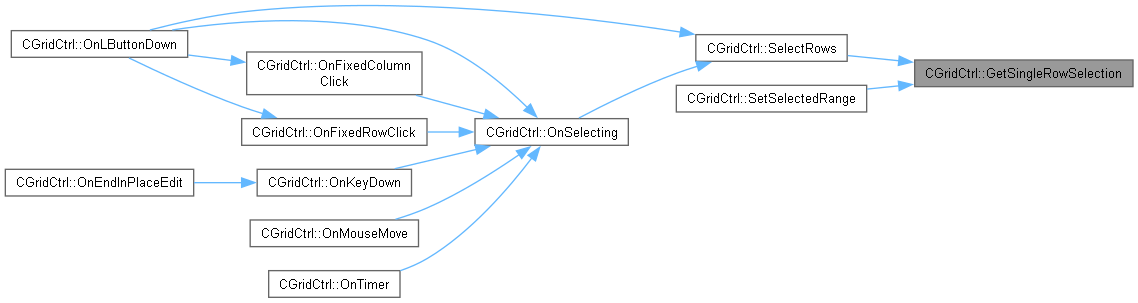 CGridCtrl::OnLButtonDown
CGridCtrl::OnFixedColumn
Click
CGridCtrl::OnFixedRowClick
CGridCtrl::OnEndInPlaceEdit
CGridCtrl::OnKeyDown
CGridCtrl::OnMouseMove
CGridCtrl::OnTimer
CGridCtrl::OnSelecting
CGridCtrl::SelectRows
CGridCtrl::SetSelectedRange
CGridCtrl::GetSingleRowSelection